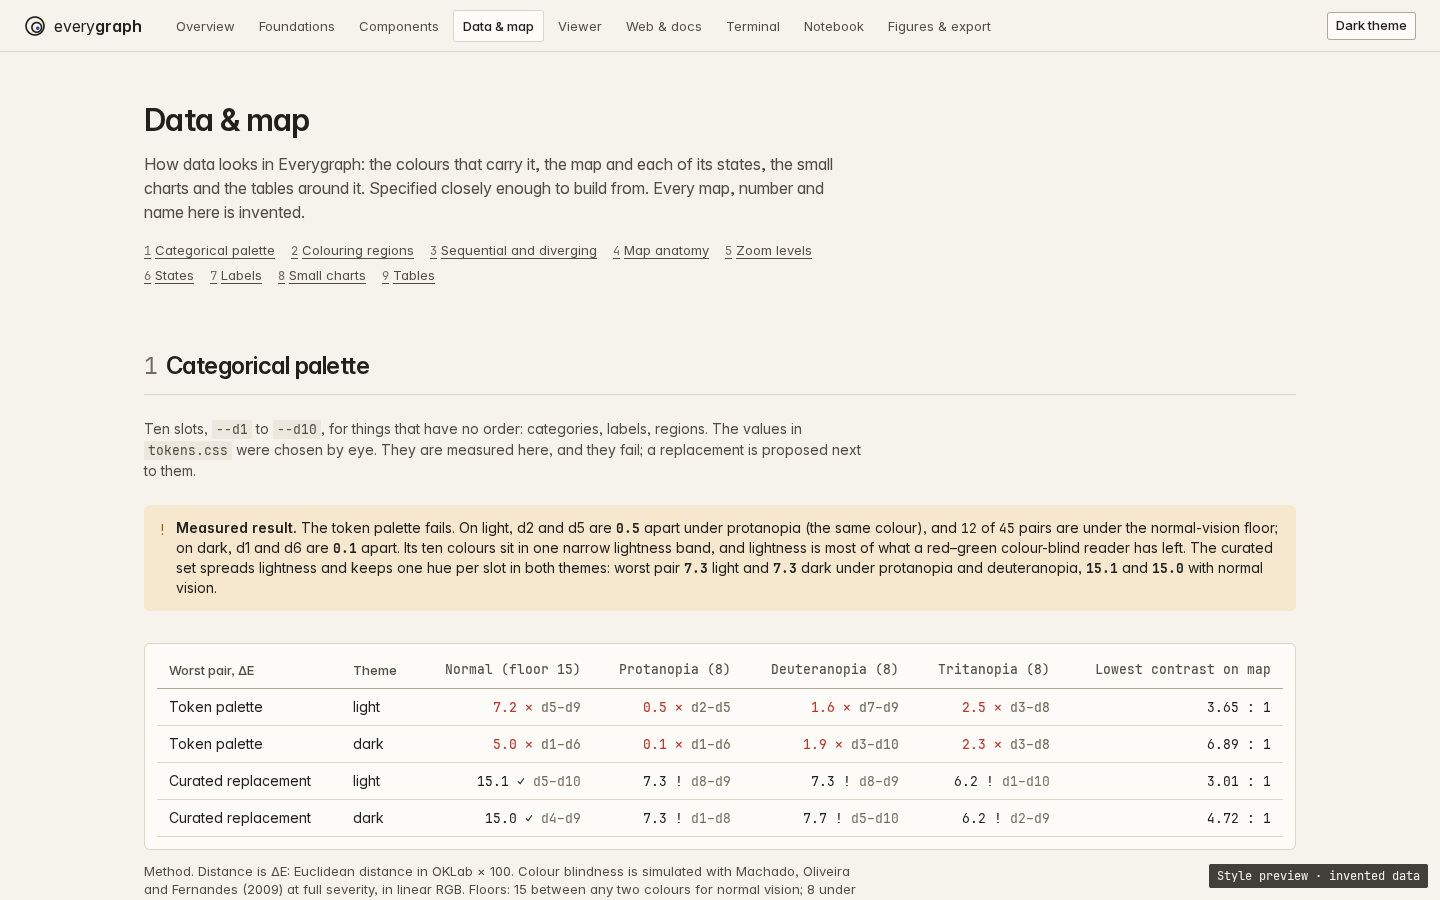 everygraph Overview Foundations Components Data & map Viewer Web & docs Terminal Notebook Figures & export Dark theme
Data & map
How data looks in Everygraph: the colours that carry it, the map and each of its states, the small
charts and the tables around it. Specified closely enough to build from. Every map, number and
name here is invented.
1 Categorical palette 2 Colouring regions 3 Sequential and diverging 4 Map anatomy 5 Zoom levels
6 States 7 Labels 8 Small charts 9 Tables
1 Categorical palette
Ten slots, --d1 to --d10, for things that have no order: categories, labels, regions. The values in
tokens.css were chosen by eye. They are measured here, and they fail; a replacement is proposed next
to them.
! Measured result. The token palette fails. On light, d2 and d5 are 0.5 apart under protanopia (the same colour), and 12 of 45 pairs are under the normal-vision floor;
on dark, d1 and d6 are 0.1 apart. Its ten colours sit in one narrow lightness band, and lightness is most of what a red–green colour-blind reader has left. The curated
set spreads lightness and keeps one hue per slot in both themes: worst pair 7.3 light and 7.3 dark under protanopia and deuteranopia, 15.1 and 15.0 with normal
vision.
Worst pair, ΔE Theme Normal (floor 15) Protanopia (8) Deuteranopia (8) Tritanopia (8) Lowest contrast on map
Token palette light 7.2 × d5–d9 0.5 × d2–d5 1.6 × d7–d9 2.5 × d3–d8 3.65 : 1
Token palette dark 5.0 × d1–d6 0.1 × d1–d6 1.9 × d3–d10 2.3 × d3–d8 6.89 : 1
Curated replacement light 15.1 ✓ d5–d10 7.3 ! d8–d9 7.3 ! d8–d9 6.2 ! d1–d10 3.01 : 1
Curated replacement dark 15.0 ✓ d4–d9 7.3 ! d1–d8 7.7 ! d5–d10 6.2 ! d2–d9 4.72 : 1
Method. Distance is ΔE: Euclidean distance in OKLab × 100. Colour blindness is simulated with Machado, Oliveira
and Fernandes (2009) at full severity, in linear RGB. Floors: 15 between any two colours for normal vision; 8 under
Style preview · invented data